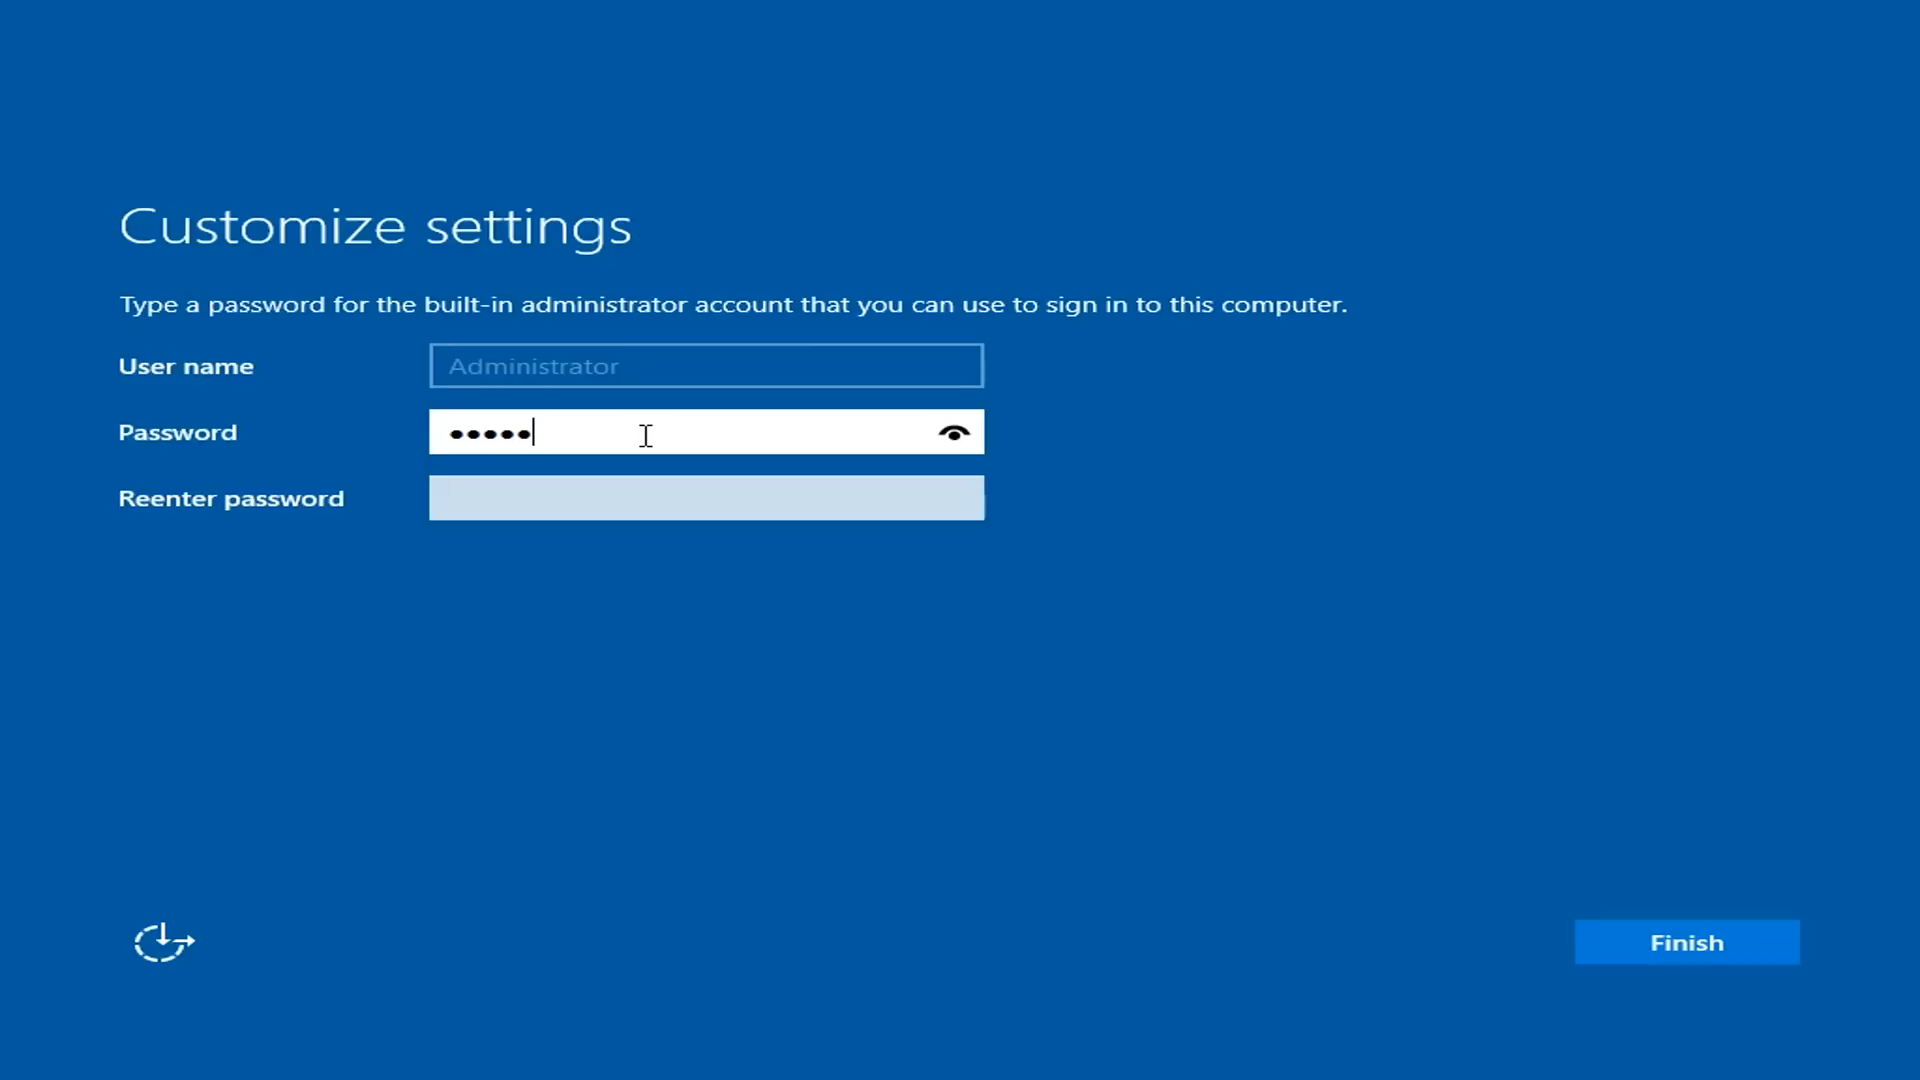 Customize settings
Type a password for the built-in administrator account that you can use to sign in to this computer.
User name
Administrator
Password
•••••
Reenter password
Finish